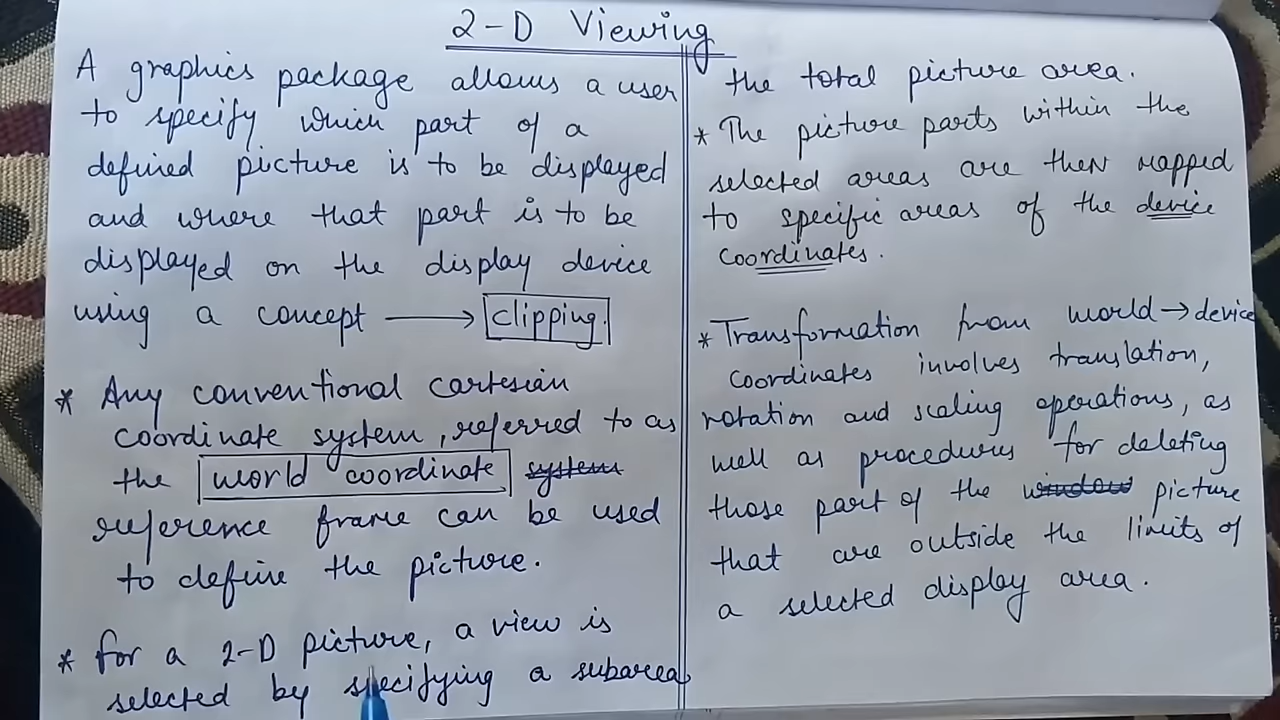 2-D Viewing
A graphics package allows a user
to specify which part of a
defined picture is to be displayed
and where that part is to be
displayed on the display device
using a concept → clipping.
* Any conventional cartesian
coordinate system, referred to as
the world coordinate system
reference frame can be used
to define the picture.
* for a 2-D picture, a view is
selected by specifying a subarea
the total picture area.
* The picture parts within the
selected areas are then mapped
to specific areas of the device
coordinates.
* Transformation from world → device
coordinates involves translation,
rotation and scaling operations, as
well as procedures for deleting
those part of the window picture
that are outside the limits of
a selected display area.